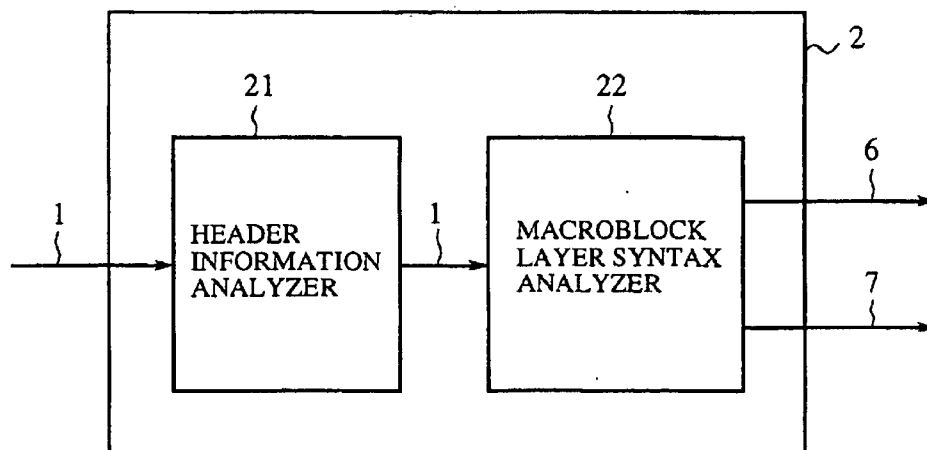 2
21
22
6
1
HEADER
INFORMATION
ANALYZER
1
MACROBLOCK
LAYER SYNTAX
ANALYZER
7